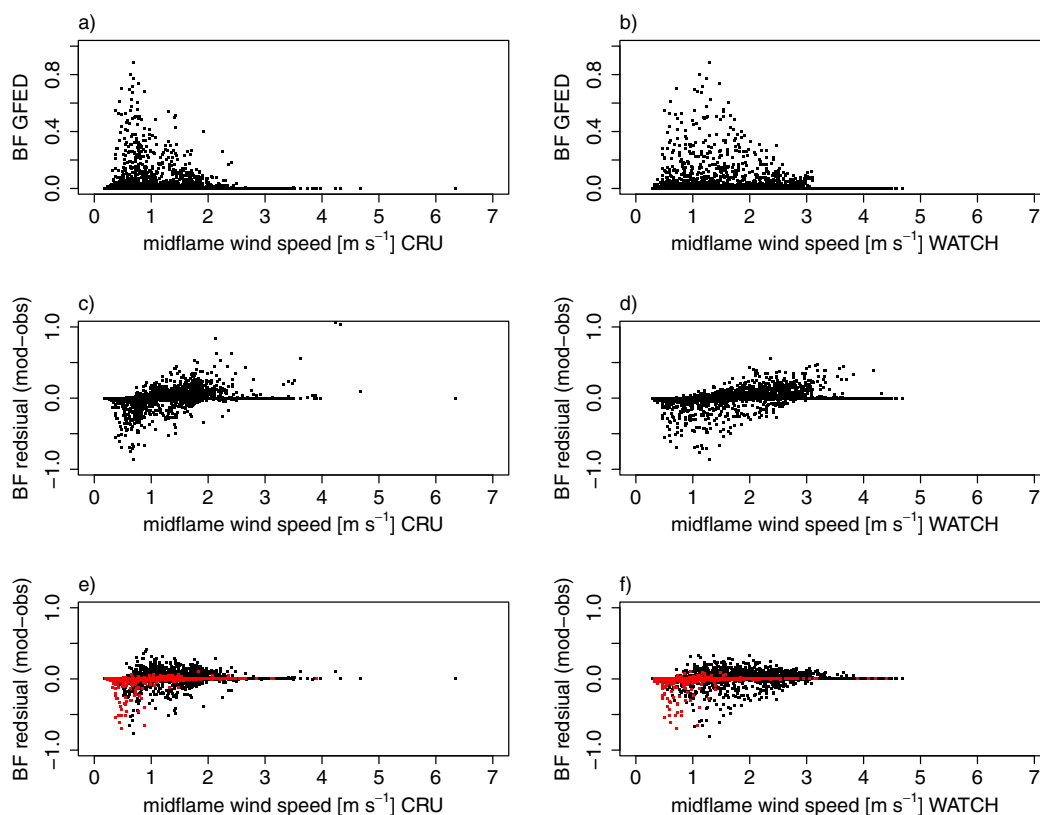 a)
BF GFED
0.0 0.4 0.8
0 1 2 3 4 5 6 7
midflame wind speed [m s⁻¹] CRU
b)
BF GFED
0.0 0.4 0.8
0 1 2 3 4 5 6 7
midflame wind speed [m s⁻¹] WATCH
c)
BF redsiual (mod-obs)
−1.0 0.0 1.0
0 1 2 3 4 5 6 7
midflame wind speed [m s⁻¹] CRU
d)
BF redsiual (mod-obs)
−1.0 0.0 1.0
0 1 2 3 4 5 6 7
midflame wind speed [m s⁻¹] WATCH
e)
BF redsiual (mod-obs)
−1.0 0.0 1.0
0 1 2 3 4 5 6 7
midflame wind speed [m s⁻¹] CRU
f)
BF redsiual (mod-obs)
−1.0 0.0 1.0
0 1 2 3 4 5 6 7
midflame wind speed [m s⁻¹] WATCH